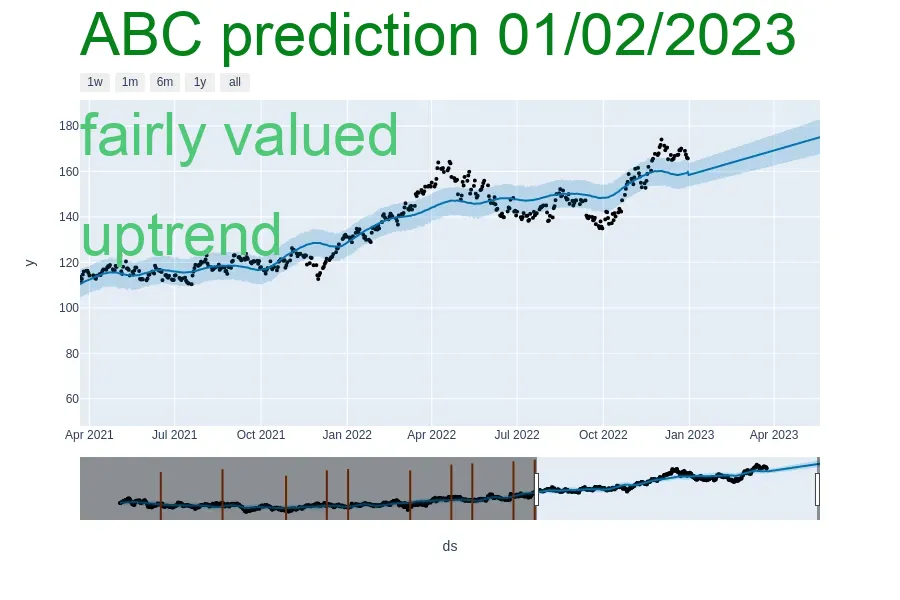 ABC prediction 01/02/2023
1w 1m 6m 1y all
fairly valued
uptrend
180
160
140
120
100
80
60
y
Apr 2021 Jul 2021 Oct 2021 Jan 2022 Apr 2022 Jul 2022 Oct 2022 Jan 2023 Apr 2023
ds